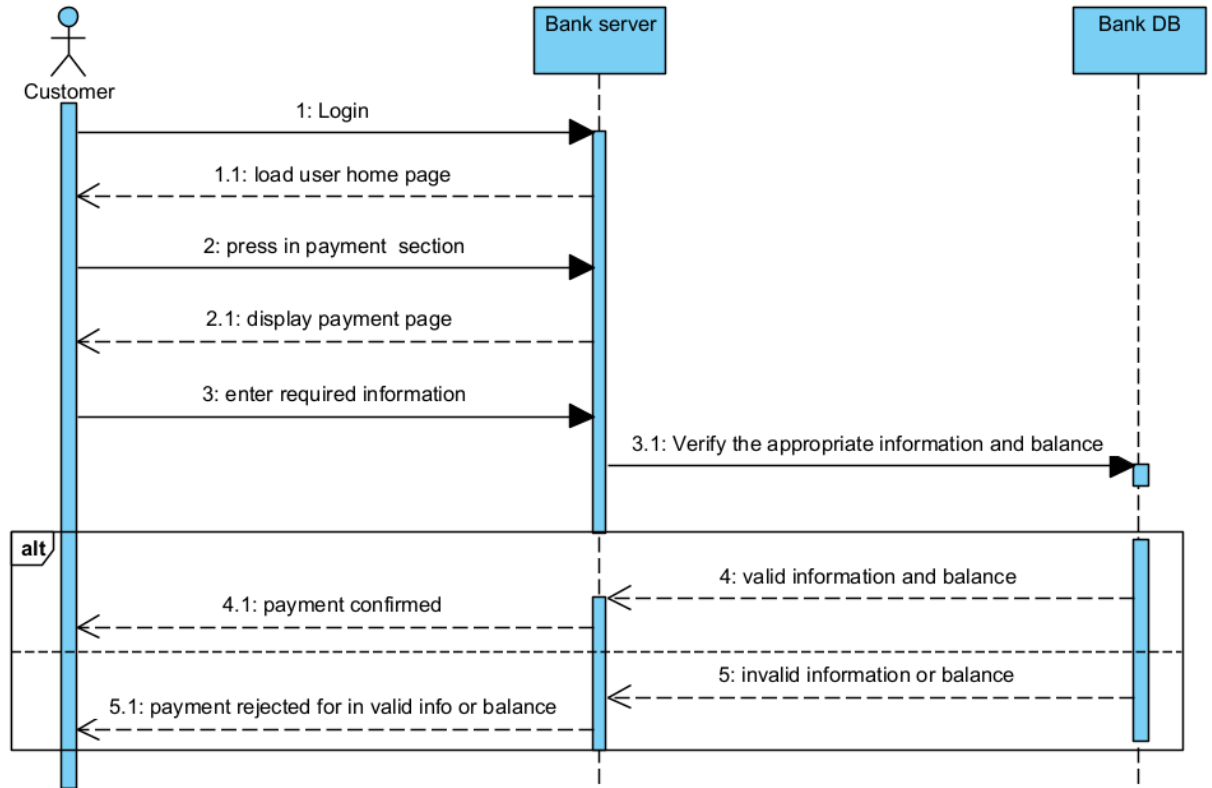 Bank server
Bank DB
Customer
1: Login
1.1: load user home page
2: press in payment  section
2.1: display payment page
3: enter required information
3.1: Verify the appropriate information and balance
alt
4: valid information and balance
4.1: payment confirmed
5: invalid information or balance
5.1: payment rejected for in valid info or balance